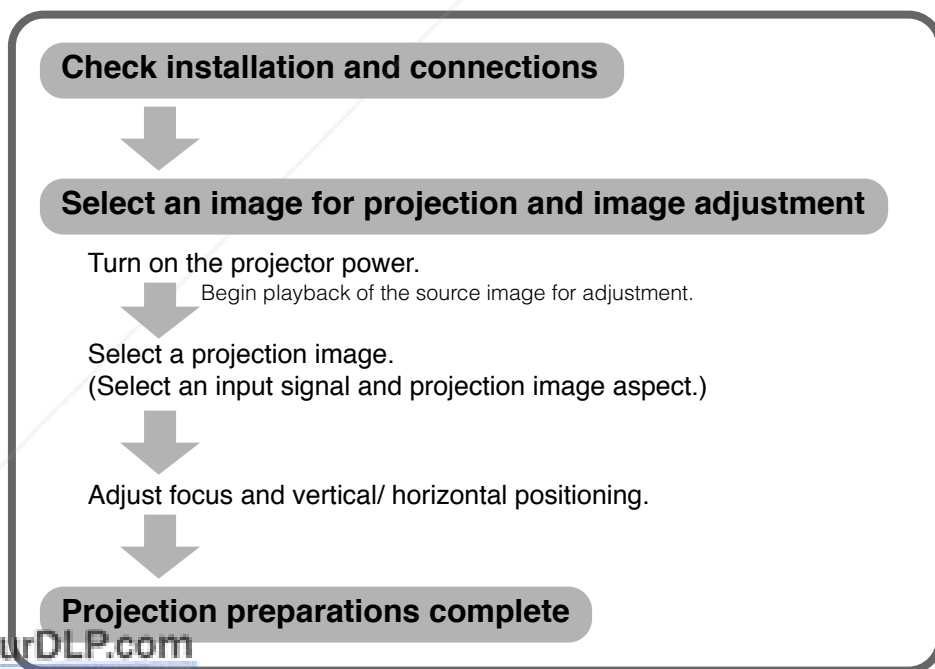 Check installation and connections
Select an image for projection and image adjustment
Turn on the projector power.
Begin playback of the source image for adjustment.
Select a projection image.
(Select an input signal and projection image aspect.)
Adjust focus and vertical/ horizontal positioning.
Projection preparations complete
urDLP.com